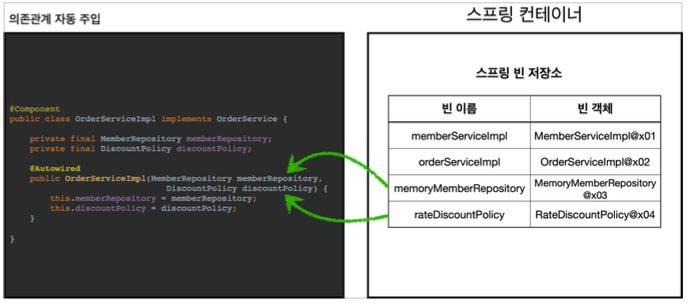 의존관계 자동 주입
@Component
public class OrderServiceImpl implements OrderService {
private final MemberRepository memberRepository;
private final DiscountPolicy discountPolicy;
@Autowired
public OrderServiceImpl(MemberRepository memberRepository,
DiscountPolicy discountPolicy) {
this.memberRepository = memberRepository;
this.discountPolicy = discountPolicy;
}
}
스프링 컨테이너
스프링 빈 저장소
빈 이름 빈 객체
memberServiceImpl MemberServiceImpl@x01
orderServiceImpl OrderServiceImpl@x02
memoryMemberRepository MemoryMemberRepository
@x03
rateDiscountPolicy RateDiscountPolicy@x04